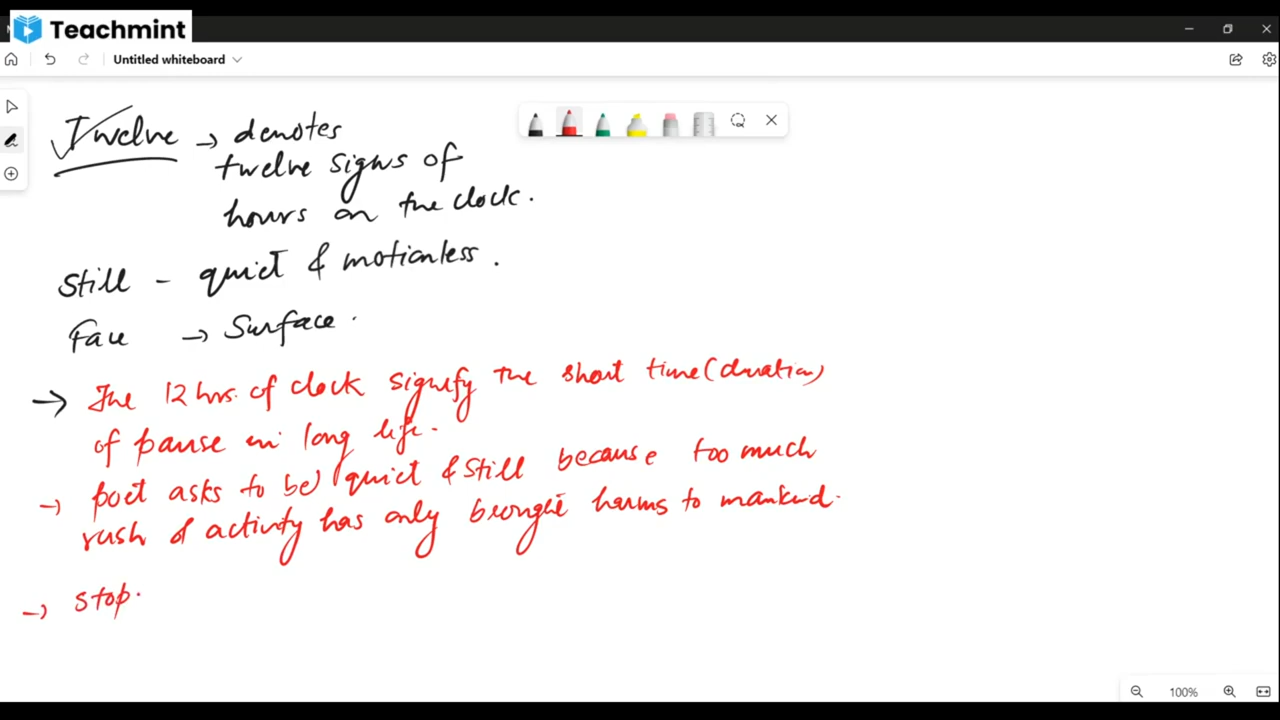 Teachmint
Untitled whiteboard
Twelve → denotes
twelve signs of
hours on the clock.
Still - quiet & motionless.
Face → Surface.
→ The 12 hrs. of clock signify the short time (duration)
of pause in long life.
→ poet asks to be quiet & still because too much
rush & activity has only brought harms to mankind.
→ stop.
100%